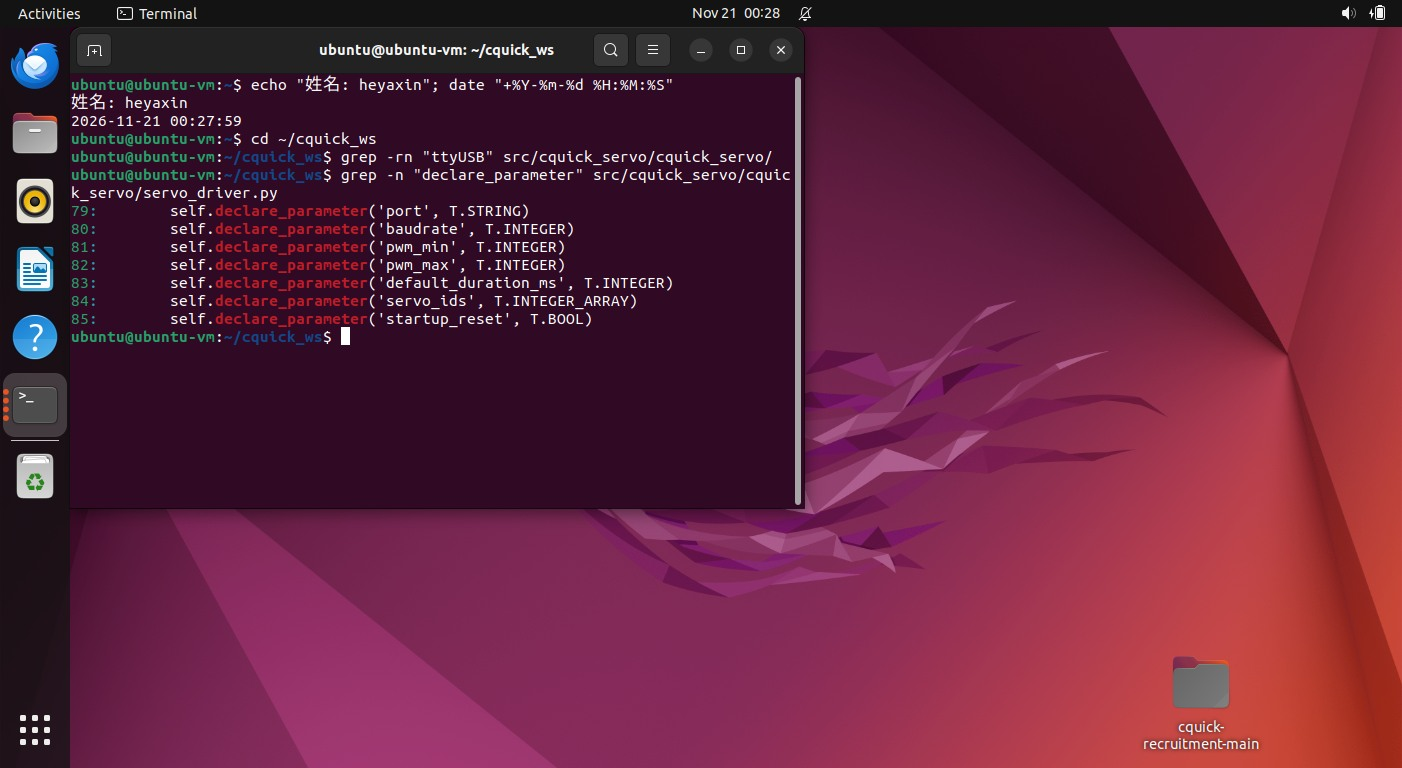 Activities
Terminal
Nov 21 00:28
ubuntu@ubuntu-vm: ~/cquick_ws
ubuntu@ubuntu-vm:~$ echo "姓名: heyaxin"; date "+%Y-%m-%d %H:%M:%S"
姓名: heyaxin
2026-11-21 00:27:59
ubuntu@ubuntu-vm:~$ cd ~/cquick_ws
ubuntu@ubuntu-vm:~/cquick_ws$ grep -rn "ttyUSB" src/cquick_servo/cquick_servo/
ubuntu@ubuntu-vm:~/cquick_ws$ grep -n "declare_parameter" src/cquick_servo/cquic
k_servo/servo_driver.py
79:        self.declare_parameter('port', T.STRING)
80:        self.declare_parameter('baudrate', T.INTEGER)
81:        self.declare_parameter('pwm_min', T.INTEGER)
82:        self.declare_parameter('pwm_max', T.INTEGER)
83:        self.declare_parameter('default_duration_ms', T.INTEGER)
84:        self.declare_parameter('servo_ids', T.INTEGER_ARRAY)
85:        self.declare_parameter('startup_reset', T.BOOL)
ubuntu@ubuntu-vm:~/cquick_ws$
cquick-
recruitment-main